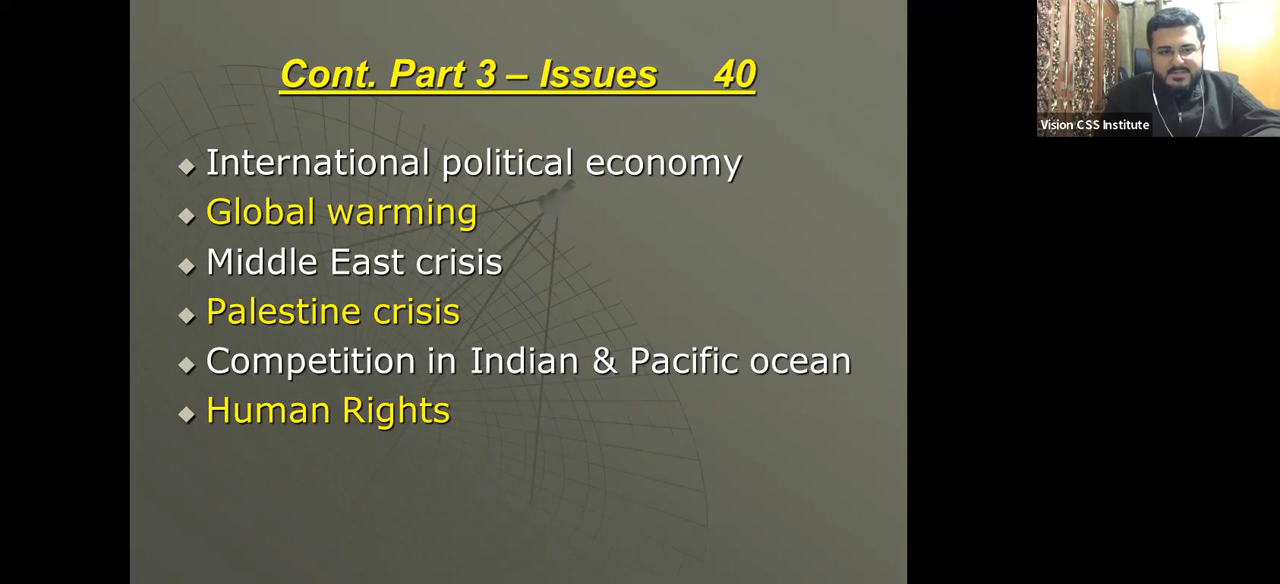 Cont. Part 3 – Issues 40
International political economy
Global warming
Middle East crisis
Palestine crisis
Competition in Indian & Pacific ocean
Human Rights
Vision CSS Institute